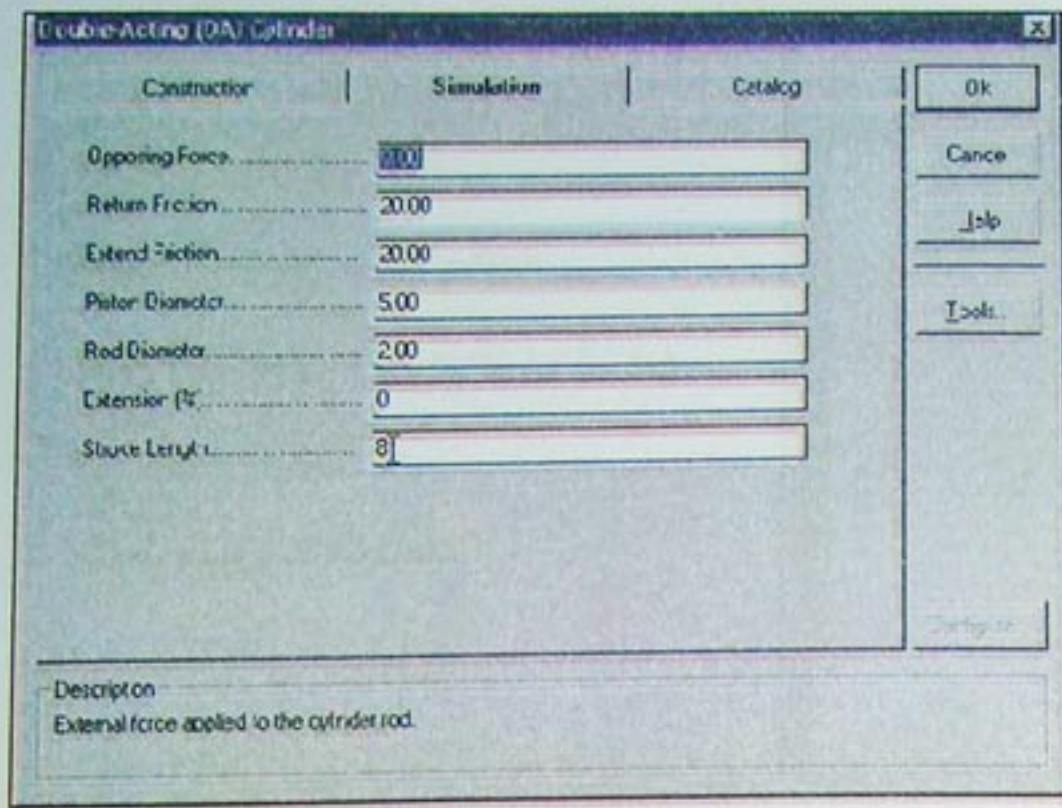 Double-Acting (DA) Cylinder
Construction Simulation Catalog
Ok
Opposing Force 0.00
Cancel
Return Friction 20.00
Help
Extend Friction 20.00
Piston Diameter 5.00
Tools...
Rod Diameter 2.00
Extension (%) 0
Stroke Length 8
Description
External force applied to the cylinder rod.